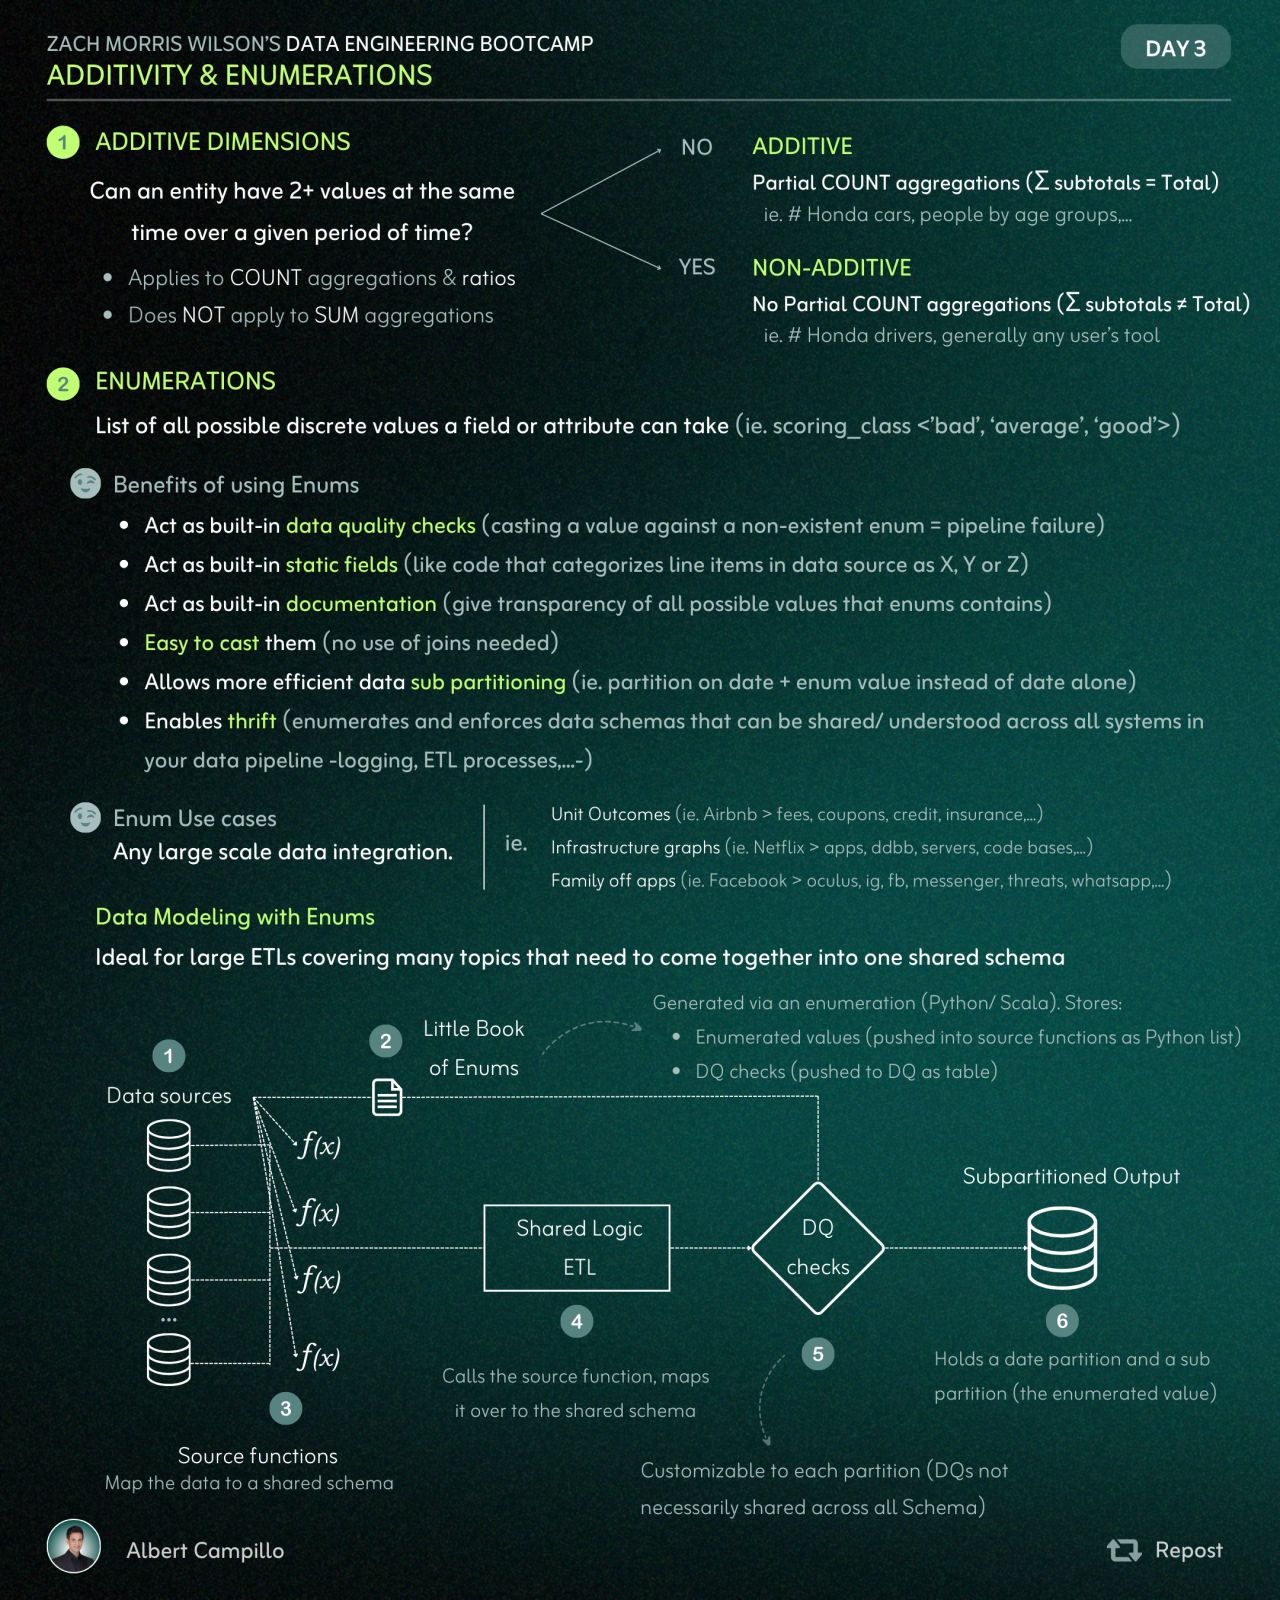 ZACH MORRIS WILSON'S DATA ENGINEERING BOOTCAMP
DAY 3
ADDITIVITY & ENUMERATIONS
1 ADDITIVE DIMENSIONS
Can an entity have 2+ values at the same
time over a given period of time?
• Applies to COUNT aggregations & ratios
• Does NOT apply to SUM aggregations
NO ADDITIVE
Partial COUNT aggregations (Σ subtotals = Total)
ie. # Honda cars, people by age groups,...
YES NON-ADDITIVE
No Partial COUNT aggregations (Σ subtotals ≠ Total)
ie. # Honda drivers, generally any user's tool
2 ENUMERATIONS
List of all possible discrete values a field or attribute can take (ie. scoring_class <'bad', 'average', 'good'>)
Benefits of using Enums
• Act as built-in data quality checks (casting a value against a non-existent enum = pipeline failure)
• Act as built-in static fields (like code that categorizes line items in data source as X, Y or Z)
• Act as built-in documentation (give transparency of all possible values that enums contains)
• Easy to cast them (no use of joins needed)
• Allows more efficient data sub partitioning (ie. partition on date + enum value instead of date alone)
• Enables thrift (enumerates and enforces data schemas that can be shared/ understood across all systems in
your data pipeline -logging, ETL processes,...-)
Enum Use cases
Any large scale data integration.
ie.
Unit Outcomes (ie. Airbnb > fees, coupons, credit, insurance,...)
Infrastructure graphs (ie. Netflix > apps, ddbb, servers, code bases,...)
Family off apps (ie. Facebook > oculus, ig, fb, messenger, threats, whatsapp,...)
Data Modeling with Enums
Ideal for large ETLs covering many topics that need to come together into one shared schema
1
Data sources
...
2 Little Book
of Enums
Generated via an enumeration (Python/ Scala). Stores:
• Enumerated values (pushed into source functions as Python list)
• DQ checks (pushed to DQ as table)
f(x)
f(x)
f(x)
f(x)
3
Source functions
Map the data to a shared schema
Shared Logic
ETL
4
Calls the source function, maps
it over to the shared schema
DQ
checks
5
Customizable to each partition (DQs not
necessarily shared across all Schema)
Subpartitioned Output
6
Holds a date partition and a sub
partition (the enumerated value)
Albert Campillo
Repost